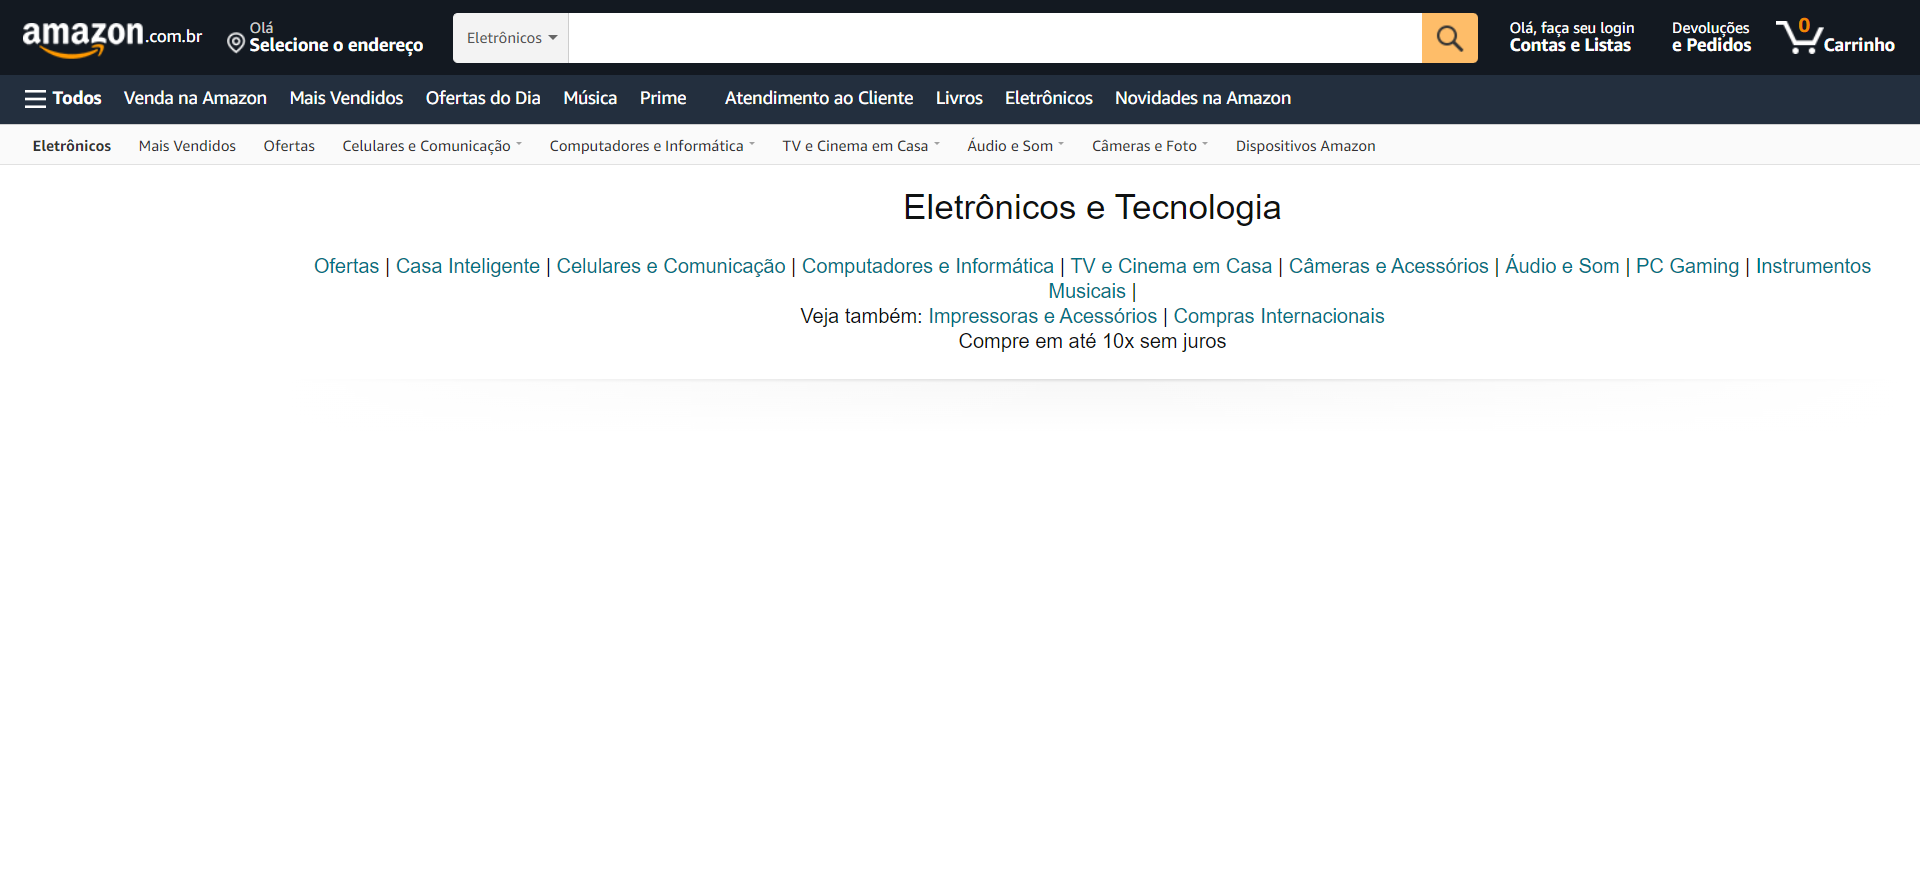 amazon.com.br
Olá
Selecione o endereço
Eletrônicos
Olá, faça seu login
Contas e Listas
Devoluções
e Pedidos
0
Carrinho
Todos Venda na Amazon Mais Vendidos Ofertas do Dia Música Prime Atendimento ao Cliente Livros Eletrônicos Novidades na Amazon
Eletrônicos Mais Vendidos Ofertas Celulares e Comunicação Computadores e Informática TV e Cinema em Casa Áudio e Som Câmeras e Foto Dispositivos Amazon
Eletrônicos e Tecnologia
Ofertas | Casa Inteligente | Celulares e Comunicação | Computadores e Informática | TV e Cinema em Casa | Câmeras e Acessórios | Áudio e Som | PC Gaming | Instrumentos
Musicais |
Veja também: Impressoras e Acessórios | Compras Internacionais
Compre em até 10x sem juros